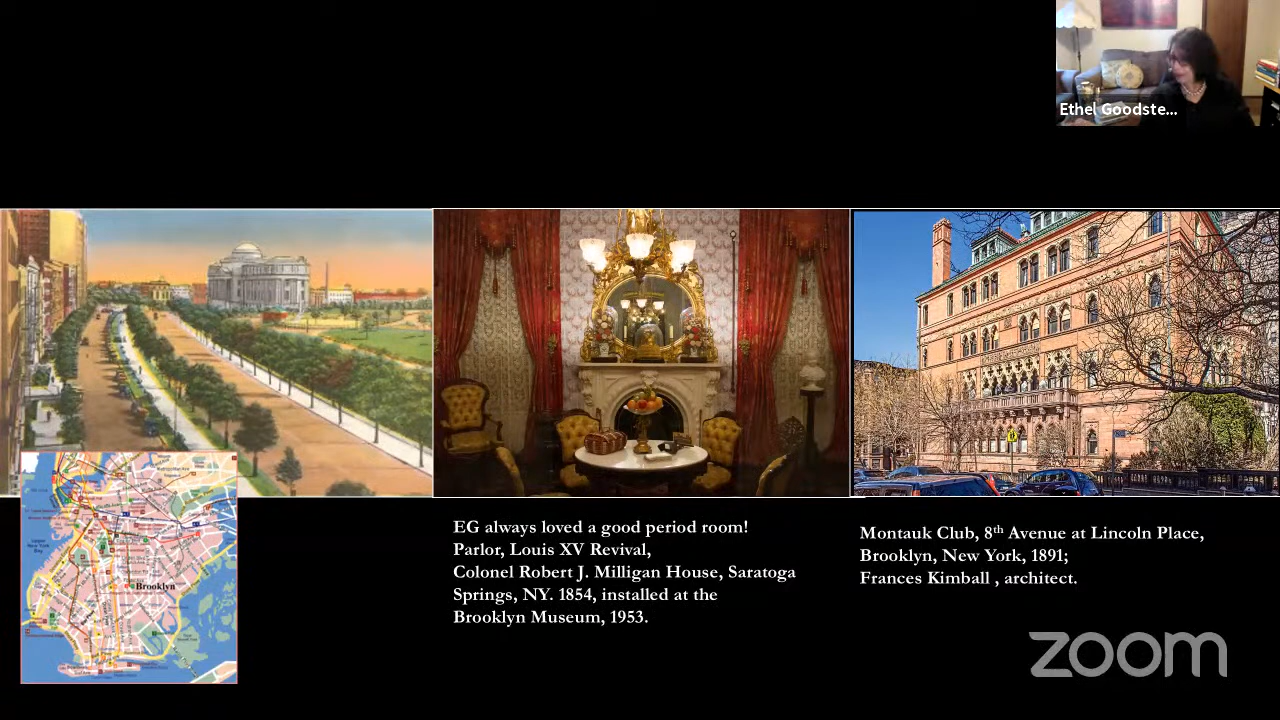 Ethel Goodste...
EG always loved a good period room!
Parlor, Louis XV Revival,
Colonel Robert J. Milligan House, Saratoga
Springs, NY. 1854, installed at the
Brooklyn Museum, 1953.
Montauk Club, 8th Avenue at Lincoln Place,
Brooklyn, New York, 1891;
Frances Kimball , architect.
Brooklyn
zoom